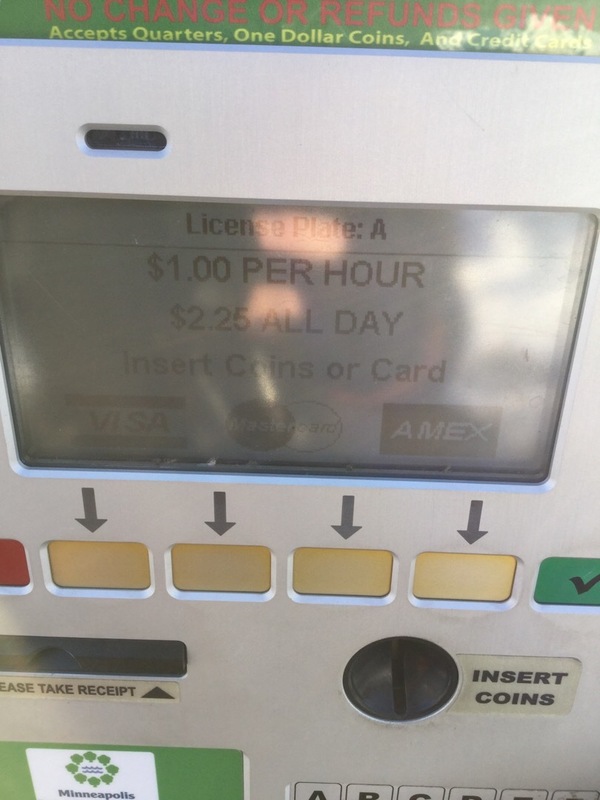 NO CHANGE OR REFUNDS GIVEN
Accepts Quarters, One Dollar Coins, And Credit Cards
License Plate: A
$1.00 PER HOUR
$2.25 ALL DAY
Insert Coins or Card
VISA MasterCard AMEX
EASE TAKE RECEIPT
INSERT
COINS
Minneapolis
A B C D